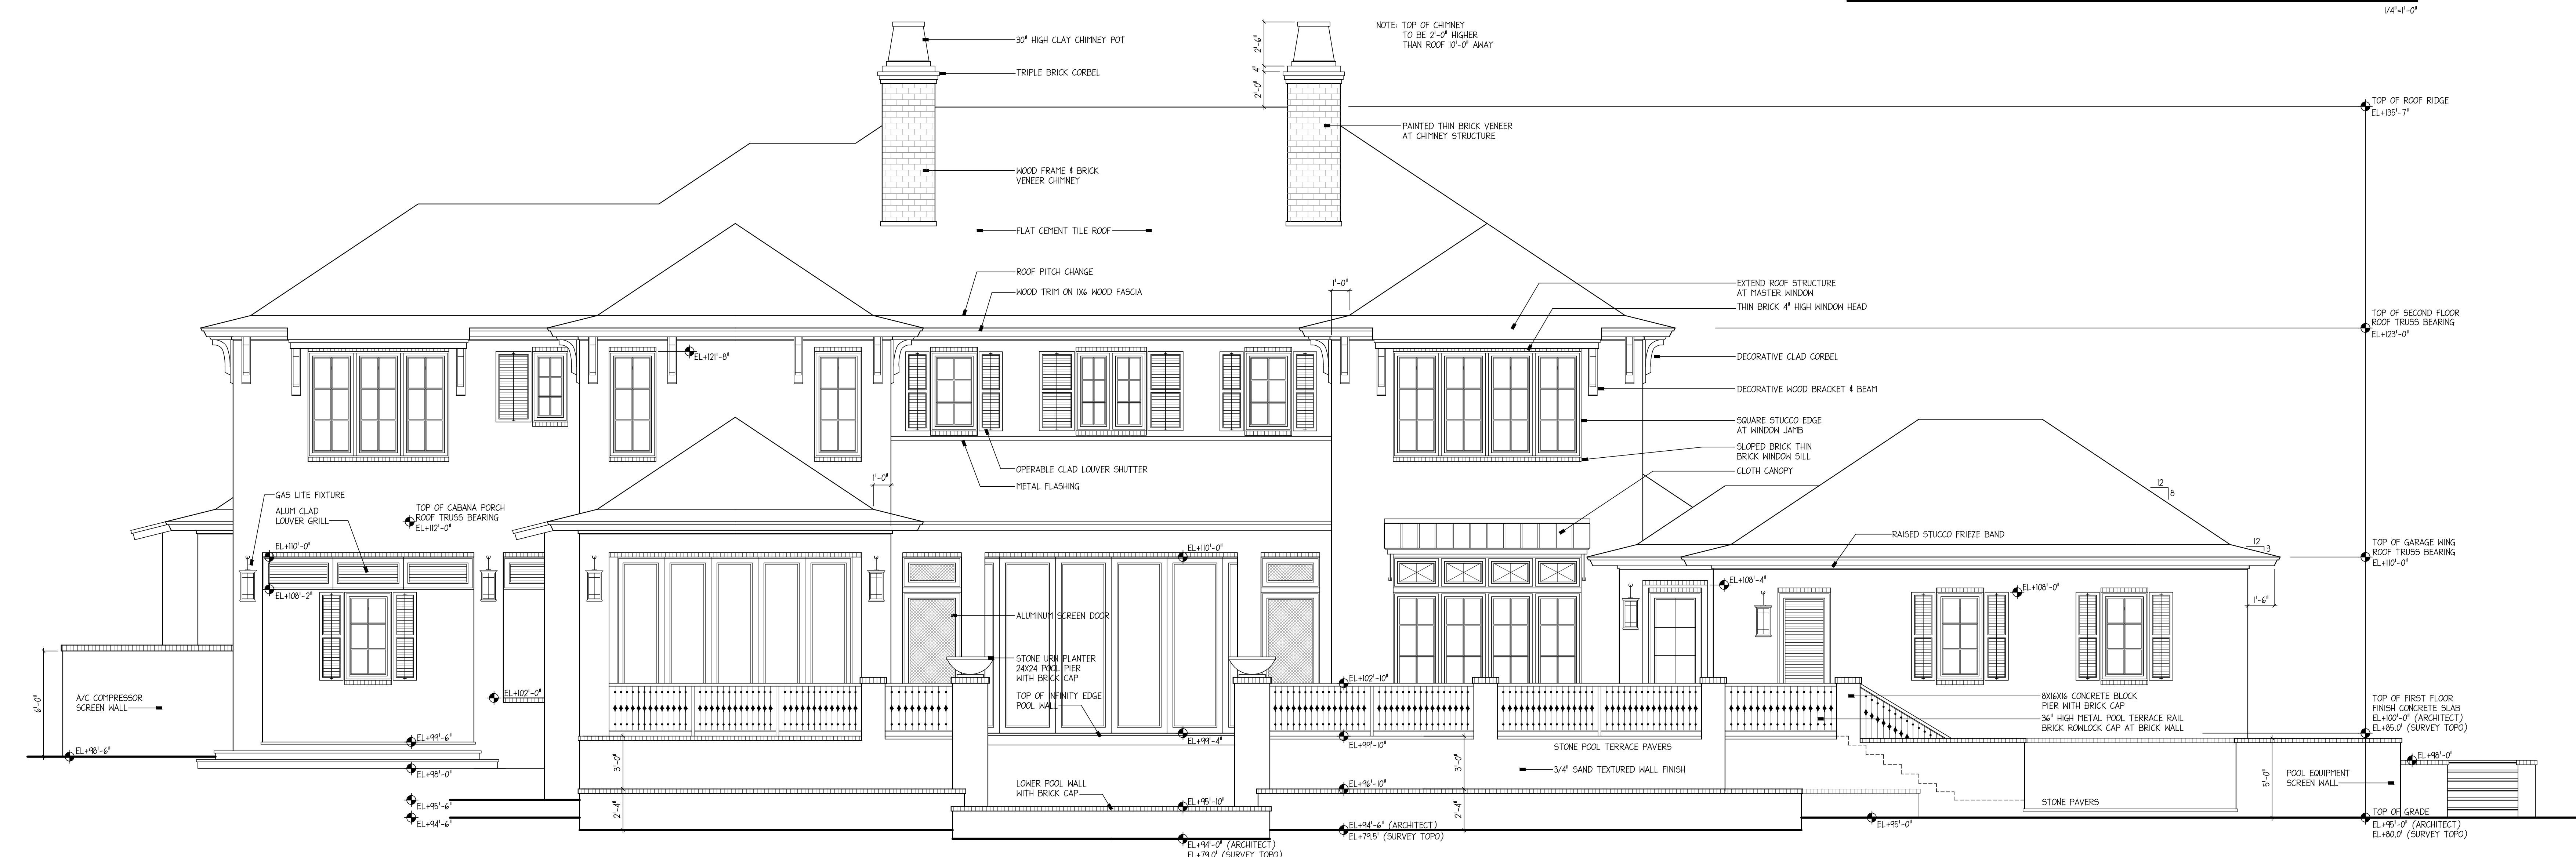 1/4"=1'-0"
NOTE: TOP OF CHIMNEY
TO BE 2'-0" HIGHER
THAN ROOF 10'-0" AWAY
30" HIGH CLAY CHIMNEY POT
TRIPLE BRICK CORBEL
2'-6"
4"
2'-0"
TOP OF ROOF RIDGE
EL+135'-7"
PAINTED THIN BRICK VENEER
AT CHIMNEY STRUCTURE
WOOD FRAME & BRICK
VENEER CHIMNEY
FLAT CEMENT TILE ROOF
ROOF PITCH CHANGE
WOOD TRIM ON 1X6 WOOD FASCIA
1'-0"
EXTEND ROOF STRUCTURE
AT MASTER WINDOW
THIN BRICK 4" HIGH WINDOW HEAD
TOP OF SECOND FLOOR
ROOF TRUSS BEARING
EL+123'-0"
EL+121'-8"
DECORATIVE CLAD CORBEL
DECORATIVE WOOD BRACKET & BEAM
SQUARE STUCCO EDGE
AT WINDOW JAMB
SLOPED BRICK THIN
BRICK WINDOW SILL
CLOTH CANOPY
OPERABLE CLAD LOUVER SHUTTER
METAL FLASHING
1'-0"
12
8
GAS LITE FIXTURE
ALUM CLAD
LOUVER GRILL
TOP OF CABANA PORCH
ROOF TRUSS BEARING
EL+112'-0"
RAISED STUCCO FRIEZE BAND
12
3
TOP OF GARAGE WING
ROOF TRUSS BEARING
EL+110'-0"
EL+110'-0"
EL+110'-0"
EL+108'-2"
EL+108'-4"
EL+108'-0"
1'-6"
ALUMINUM SCREEN DOOR
STONE URN PLANTER
24X24 POOL PIER
WITH BRICK CAP
TOP OF INFINITY EDGE
POOL WALL
6'-0"
A/C COMPRESSOR
SCREEN WALL
EL+102'-0"
EL+102'-10"
8X16X16 CONCRETE BLOCK
PIER WITH BRICK CAP
36" HIGH METAL POOL TERRACE RAIL
BRICK ROWLOCK CAP AT BRICK WALL
TOP OF FIRST FLOOR
FINISH CONCRETE SLAB
EL+100'-0" (ARCHITECT)
EL+85.0' (SURVEY TOPO)
EL+98'-6"
EL+99'-6"
EL+99'-4"
EL+99'-10"
STONE POOL TERRACE PAVERS
3/4" SAND TEXTURED WALL FINISH
EL+98'-0"
EL+98'-0"
3'-0"
3'-0"
5'-0"
POOL EQUIPMENT
SCREEN WALL
LOWER POOL WALL
WITH BRICK CAP
EL+96'-10"
EL+95'-10"
EL+95'-6"
EL+94'-6"
2'-4"
2'-4"
STONE PAVERS
TOP OF GRADE
EL+95'-0" (ARCHITECT)
EL+80.0' (SURVEY TOPO)
EL+95'-0"
EL+94'-6" (ARCHITECT)
EL+79.5' (SURVEY TOPO)
EL+94'-0" (ARCHITECT)
EL+79.0' (SURVEY TOPO)